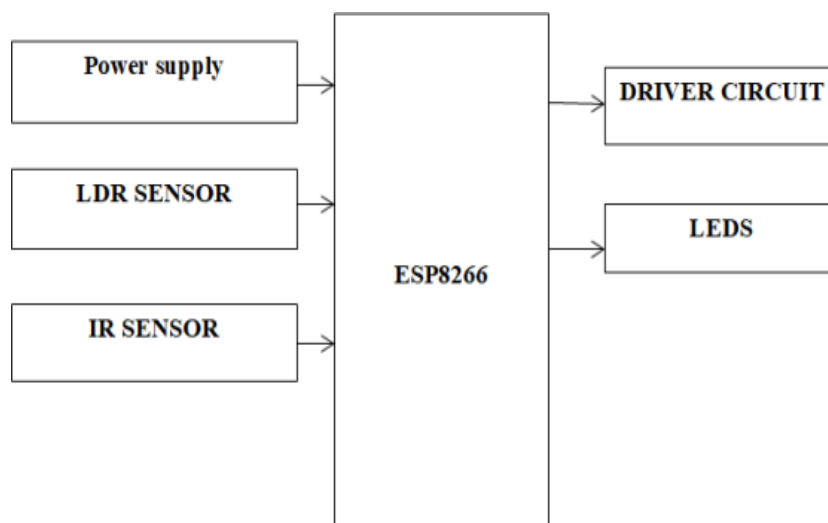 Power supply
LDR SENSOR
IR SENSOR
ESP8266
DRIVER CIRCUIT
LEDS